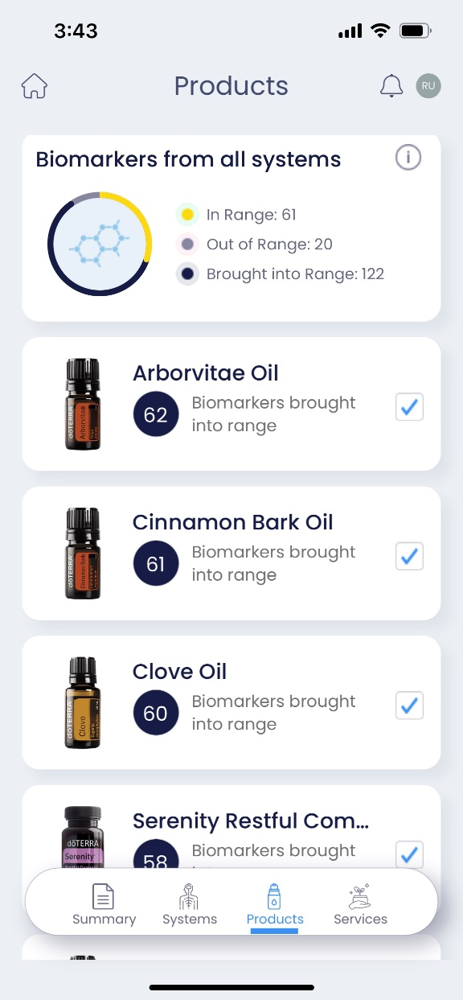 3:43
Products
RU
Biomarkers from all systems
In Range: 61
Out of Range: 20
Brought into Range: 122
Arborvitae Oil
62
Biomarkers brought
into range
dōTERRA
Arborvitae
Cinnamon Bark Oil
61
Biomarkers brought
into range
dōTERRA
Cinnamon Bark
Clove Oil
60
Biomarkers brought
into range
dōTERRA
Clove
Serenity Restful Com...
58
Biomarkers brought
dōTERRA
Serenity
Summary
Systems
Products
Services